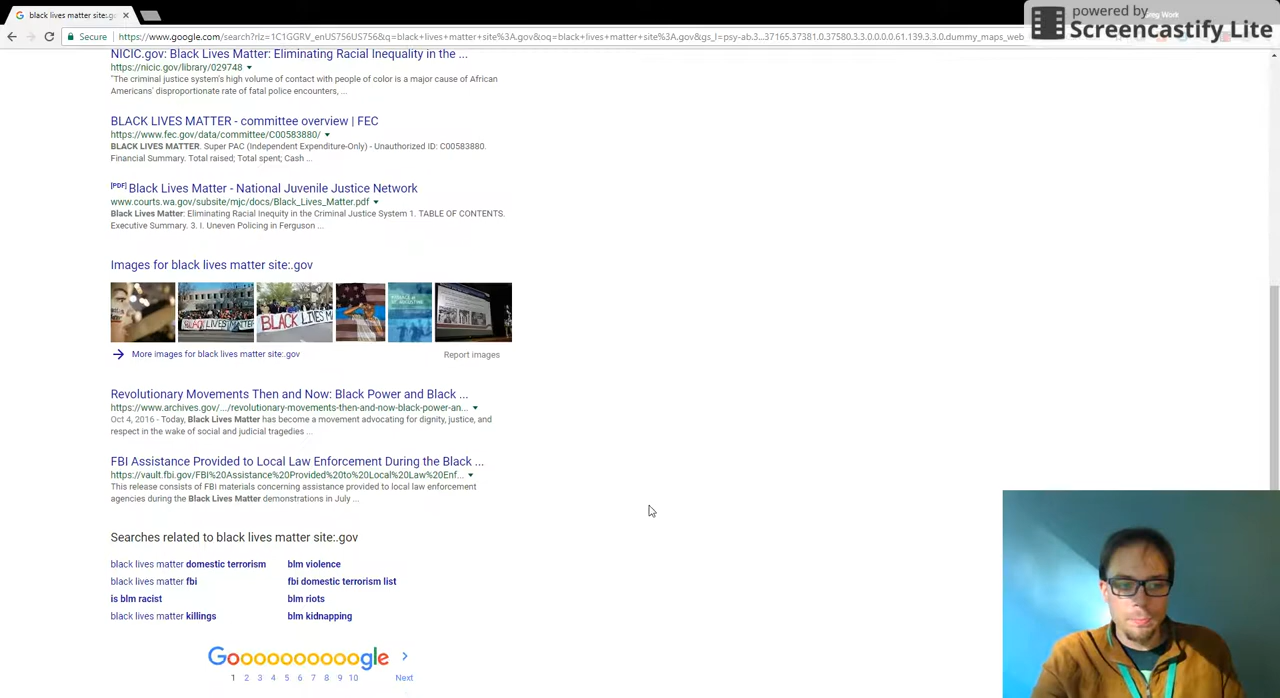 black lives matter site:.g
powered by
Screencastify Lite
Secure
https://www.google.com/search?rlz=1C1GGRV_enUS756US756&q=black+lives+matter+site%3A.gov&oq=black+lives+matter+site%3A.gov&gs_l=psy-ab.3...37165.37381.0.37580.3.3.0.0.0.0.61.139.3.3.0.dummy_maps_web
NICIC.gov: Black Lives Matter: Eliminating Racial Inequality in the ...
https://nicic.gov/library/029748
"The criminal justice system's high volume of contact with people of color is a major cause of African
Americans' disproportionate rate of fatal police encounters, ...
BLACK LIVES MATTER - committee overview | FEC
https://www.fec.gov/data/committee/C00583880/
BLACK LIVES MATTER. Super PAC (Independent Expenditure-Only) - Unauthorized ID: C00583880.
Financial Summary. Total raised; Total spent; Cash ...
[PDF] Black Lives Matter - National Juvenile Justice Network
www.courts.wa.gov/subsite/mjc/docs/Black_Lives_Matter.pdf
Black Lives Matter: Eliminating Racial Inequity in the Criminal Justice System 1. TABLE OF CONTENTS.
Executive Summary. 3. I. Uneven Policing in Ferguson ...
Images for black lives matter site:.gov
BLACK LIVES MATTER
BLACK LIVES M
More images for black lives matter site:.gov
Report images
Revolutionary Movements Then and Now: Black Power and Black ...
https://www.archives.gov/.../revolutionary-movements-then-and-now-black-power-an...
Oct 4, 2016 - Today, Black Lives Matter has become a movement advocating for dignity, justice, and
respect in the wake of social and judicial tragedies ...
FBI Assistance Provided to Local Law Enforcement During the Black ...
https://vault.fbi.gov/FBI%20Assistance%20Provided%20to%20Local%20Law%20Enf...
This release consists of FBI materials concerning assistance provided to local law enforcement
agencies during the Black Lives Matter demonstrations in July ...
Searches related to black lives matter site:.gov
black lives matter domestic terrorism
blm violence
black lives matter fbi
fbi domestic terrorism list
is blm racist
blm riots
black lives matter killings
blm kidnapping
Goooooooooogle
1 2 3 4 5 6 7 8 9 10 Next